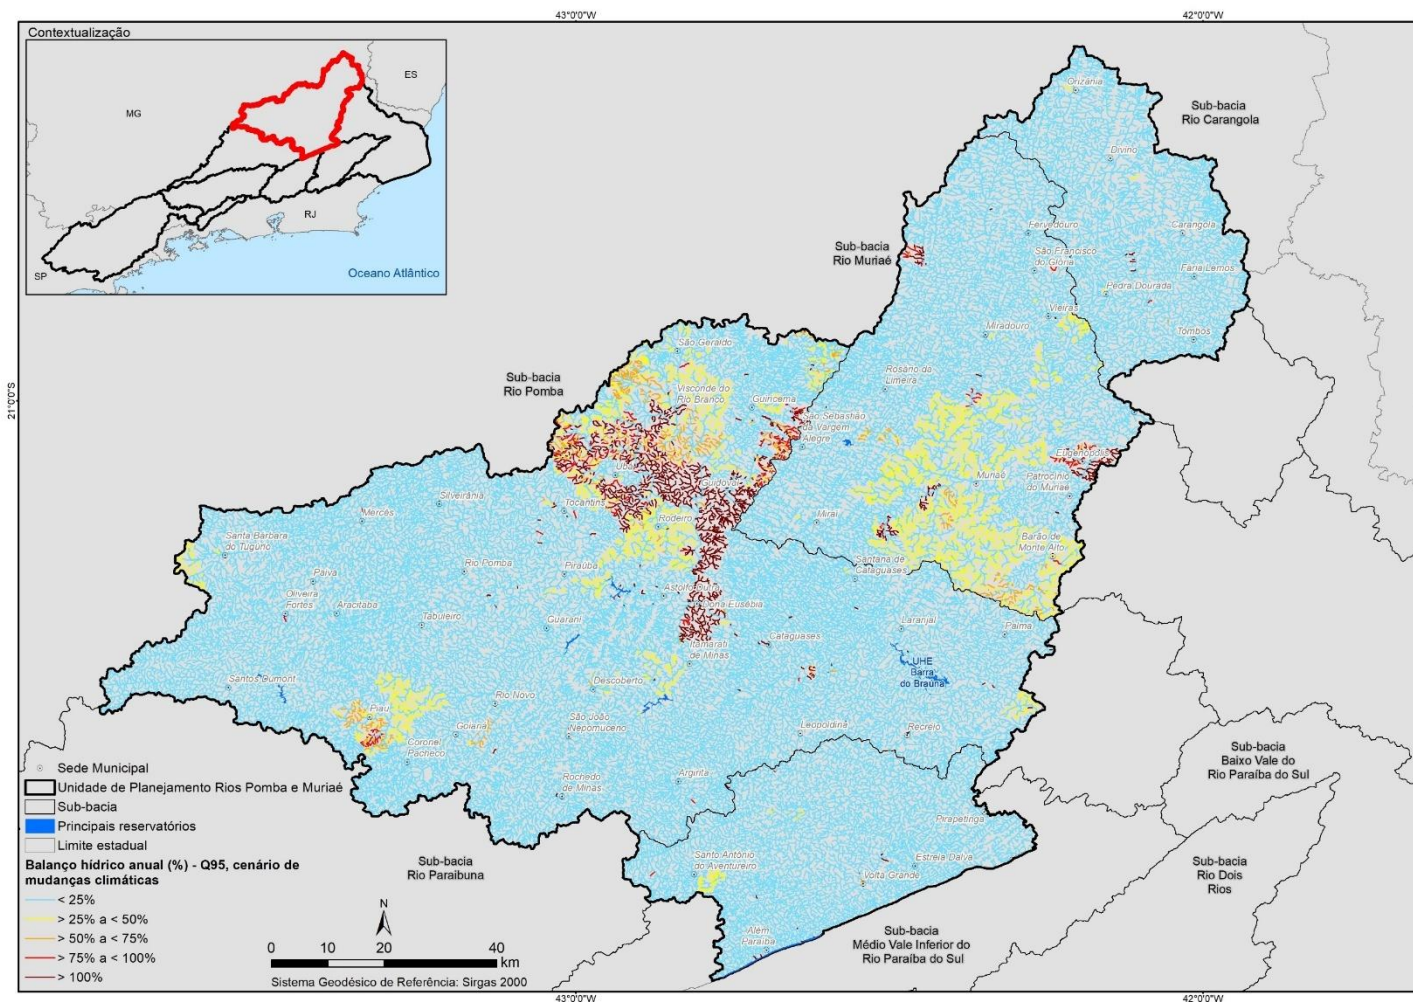 43°0'0"W
42°0'0"W
Contextualização
ES
MG
RJ
SP
Oceano Atlântico
Orizânia
Sub-bacia
Rio Carangola
Divino
Fervedouro
Carangola
Sub-bacia
Rio Muriaé
São Francisco
do Glória
Faria Lemos
Pedra Dourada
Vieiras
Miradouro
Tombos
São Geraldo
Rosário da
Limeira
Sub-bacia
Rio Pomba
Visconde do
Rio Branco
Guiricema
21°0'0"S
São Sebastião
da Vargem
Alegre
Eugenópolis
Ubá
Guidoval
Muriaé
Patrocínio
do Muriaé
Silveirânia
Tocantins
Mercês
Rodeiro
Miraí
Santa Bárbara
do Tugúrio
Barão de
Monte Alto
Santana de
Cataguases
Rio Pomba
Piraúba
Paiva
Astolfo Dutra
Oliveira
Fortes
Aracitaba
Dona Eusébia
Tabuleiro
Guarani
Laranjal
Palma
Cataguases
Itamarati
de Minas
UHE
Barra
do Braúna
Santos Dumont
Descoberto
Rio Novo
Piau
São João
Nepomuceno
Goianá
Leopoldina
Recreio
Coronel
Pacheco
Sub-bacia
Baixo Vale do
Rio Paraíba do Sul
Argirita
Rochedo
de Minas
Pirapetinga
Estrela Dalva
Santo Antônio
do Aventureiro
Volta Grande
Sub-bacia
Rio Paraibuna
Sub-bacia
Rio Dois
Rios
Além
Paraíba
Sub-bacia
Médio Vale Inferior do
Rio Paraíba do Sul
Sede Municipal
Unidade de Planejamento Rios Pomba e Muriaé
Sub-bacia
Principais reservatórios
Limite estadual
Balanço hídrico anual (%) - Q95, cenário de
mudanças climáticas
< 25%
> 25% a < 50%
> 50% a < 75%
> 75% a < 100%
> 100%
N
0 10 20 40
km
Sistema Geodésico de Referência: Sirgas 2000
43°0'0"W
42°0'0"W